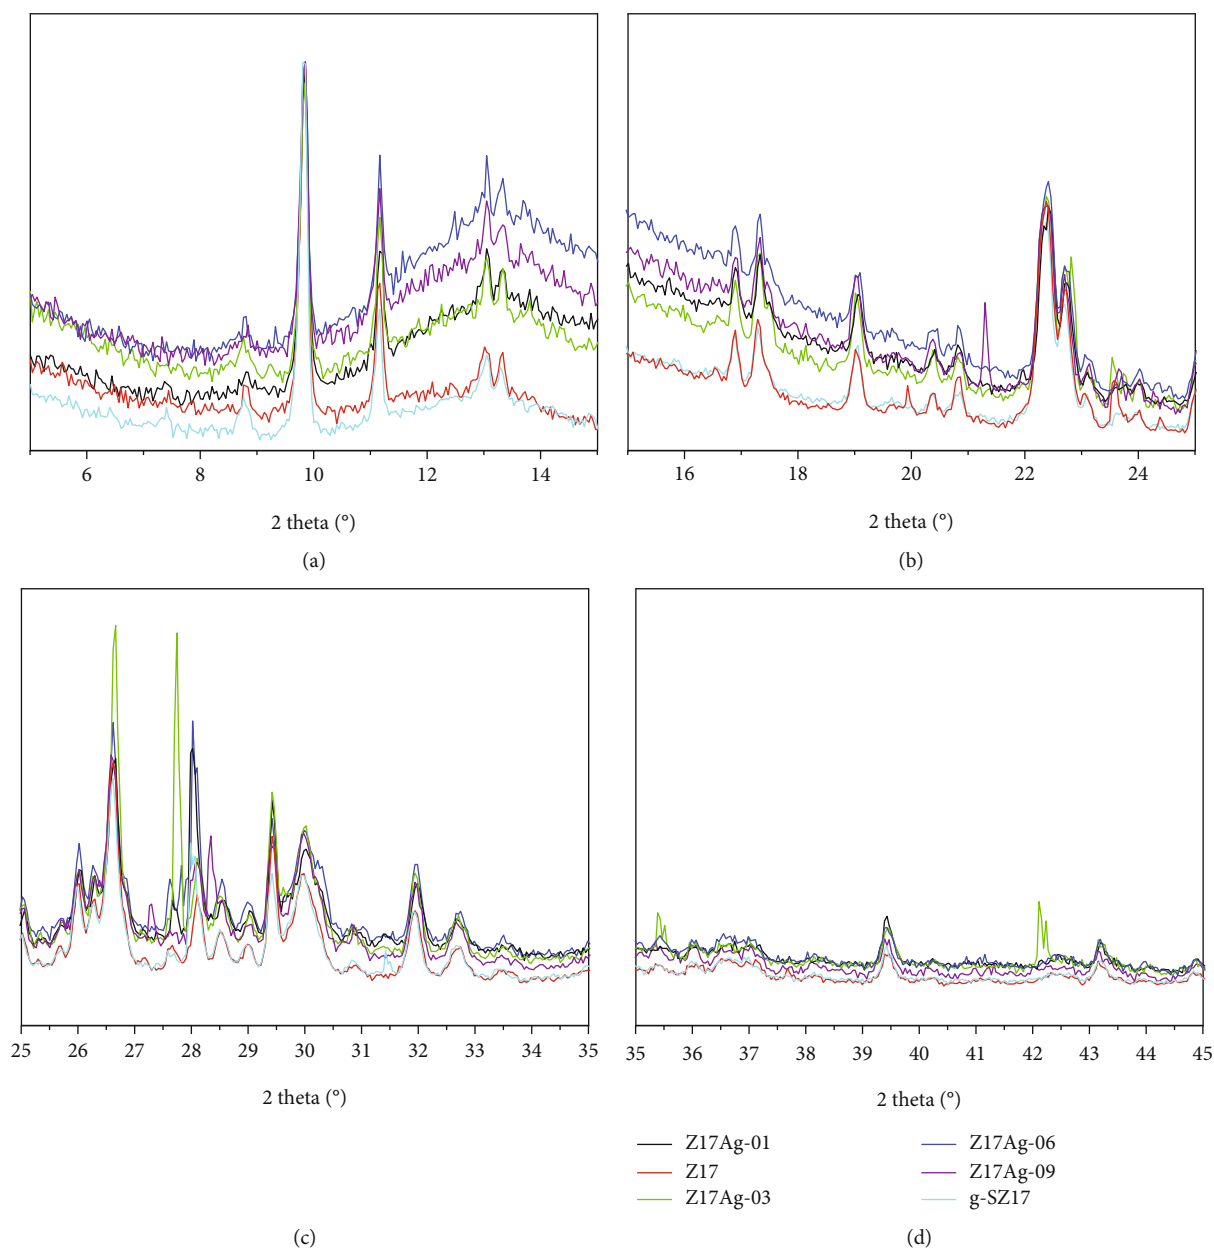 6 8 10 12 14
2 theta (°)
(a)
16 18 20 22 24
2 theta (°)
(b)
25 26 27 28 29 30 31 32 33 34 35
2 theta (°)
(c)
35 36 37 38 39 40 41 42 43 44 45
2 theta (°)
Z17Ag-01
Z17
Z17Ag-03
Z17Ag-06
Z17Ag-09
g-SZ17
(d)